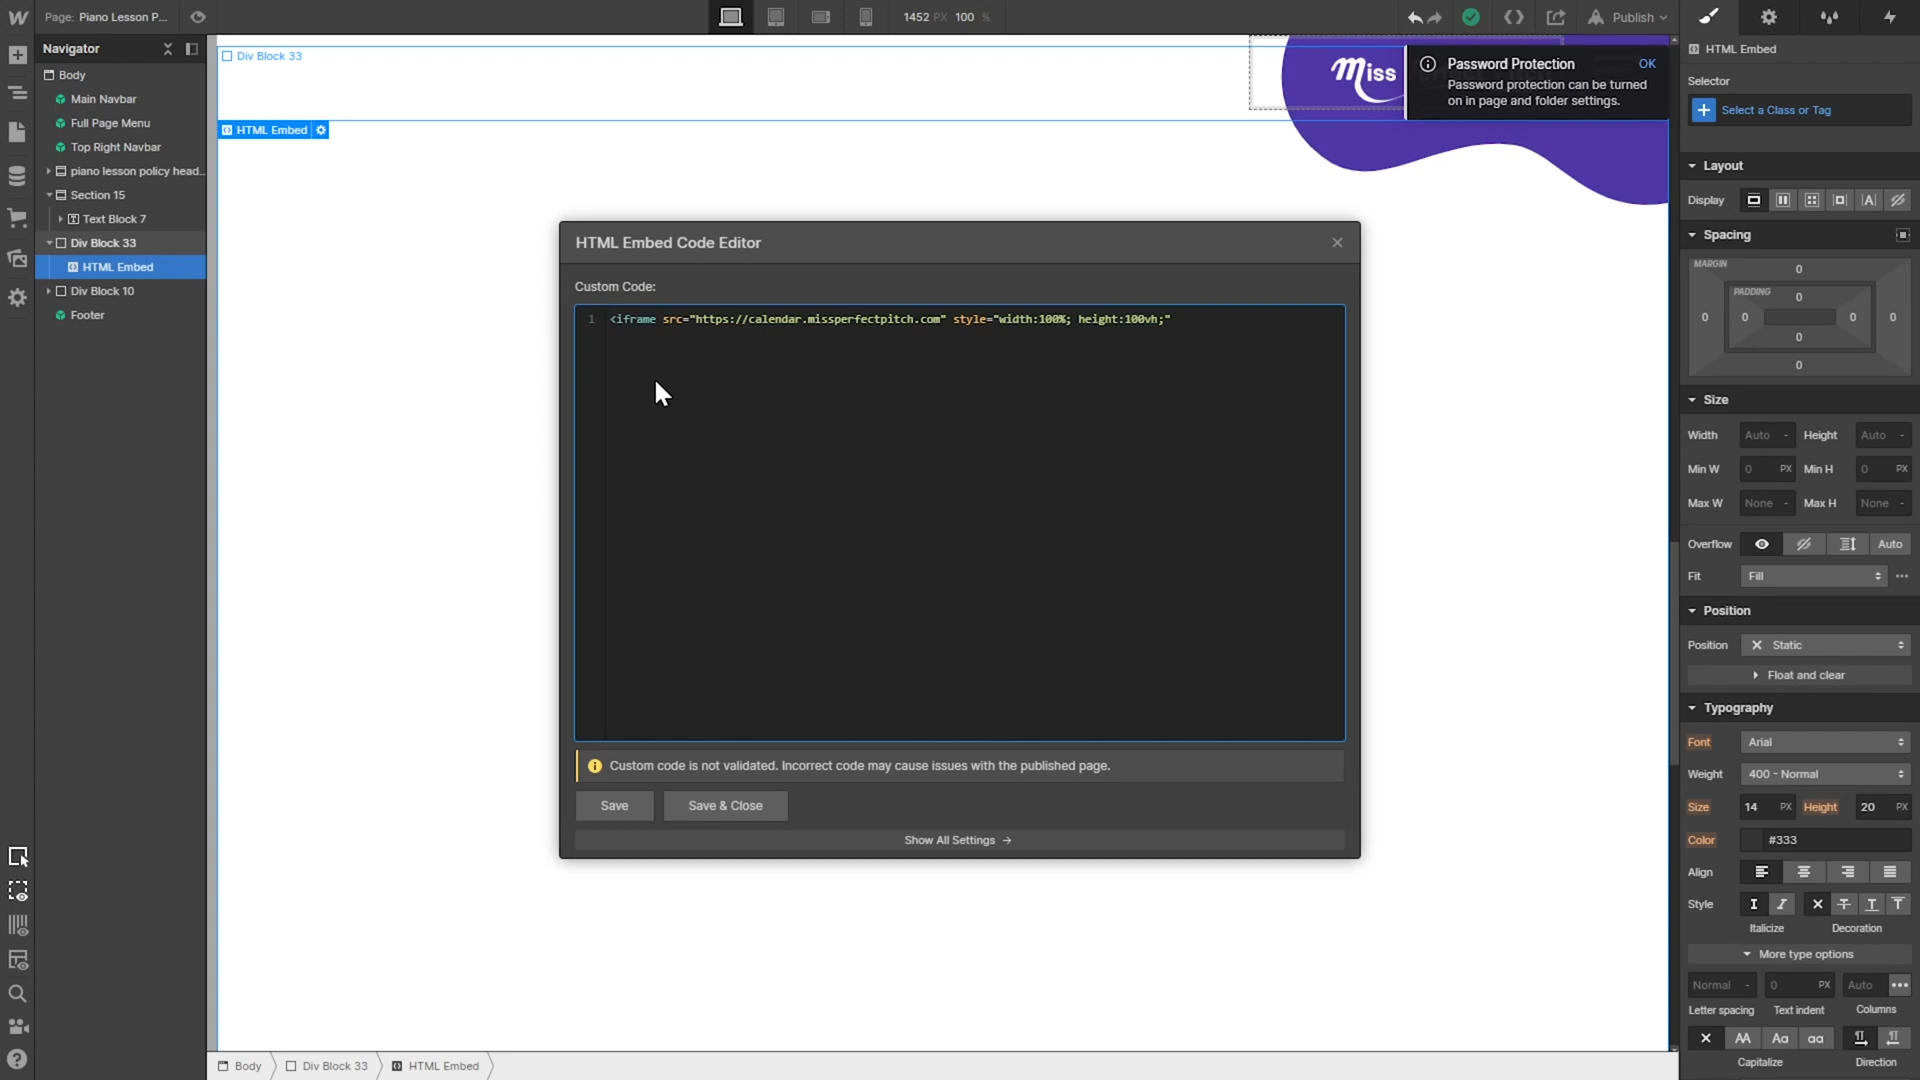 Page: Piano Lesson P...
1452 PX 100 %
Publish
Navigator
Body
Main Navbar
Full Page Menu
Top Right Navbar
piano lesson policy head...
Section 15
Text Block 7
Div Block 33
HTML Embed
Div Block 10
Footer
Div Block 33
HTML Embed
Miss
Password Protection
OK
Password protection can be turned
on in page and folder settings.
HTML Embed Code Editor
Custom Code:
1 <iframe src="https://calendar.missperfectpitch.com" style="width:100%; height:100vh;"
Custom code is not validated. Incorrect code may cause issues with the published page.
Save
Save & Close
Show All Settings →
HTML Embed
Selector
Select a Class or Tag
Layout
Display
Spacing
MARGIN
0
PADDING
0
0 0 0 0
0
0
Size
Width Auto - Height Auto -
Min W 0 PX Min H 0 PX
Max W None - Max H None -
Overflow Auto
Fit Fill
Position
Position Static
Float and clear
Typography
Font Arial
Weight 400 - Normal
Size 14 PX Height 20 PX
Color #333
Align
Style
Italicize Decoration
More type options
Normal - 0 PX Auto
Letter spacing Text indent Columns
AA Aa aa
Capitalize Direction
Body Div Block 33 HTML Embed